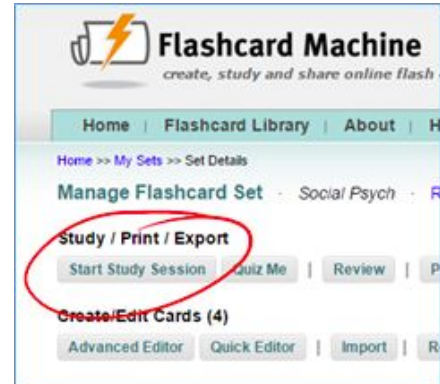 Flashcard Machine
create, study and share online flash
Home | Flashcard Library | About | H
Home >> My Sets >> Set Details
Manage Flashcard Set · Social Psych · R
Study / Print / Export
Start Study Session Quiz Me | Review | P
Create/Edit Cards (4)
Advanced Editor Quick Editor | Import | R